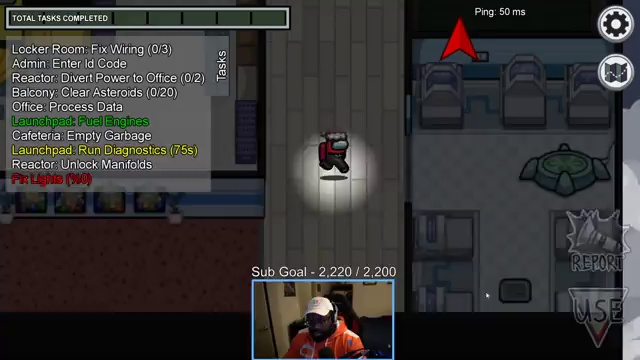 TOTAL TASKS COMPLETED
Ping: 50 ms
Tasks
Locker Room: Fix Wiring (0/3)
Admin: Enter Id Code
Reactor: Divert Power to Office (0/2)
Balcony: Clear Asteroids (0/20)
Office: Process Data
Launchpad: Fuel Engines
Cafeteria: Empty Garbage
Launchpad: Run Diagnostics (75s)
Reactor: Unlock Manifolds
Fix Lights (%0)
REPORT
USE
Sub Goal - 2,220 / 2,200